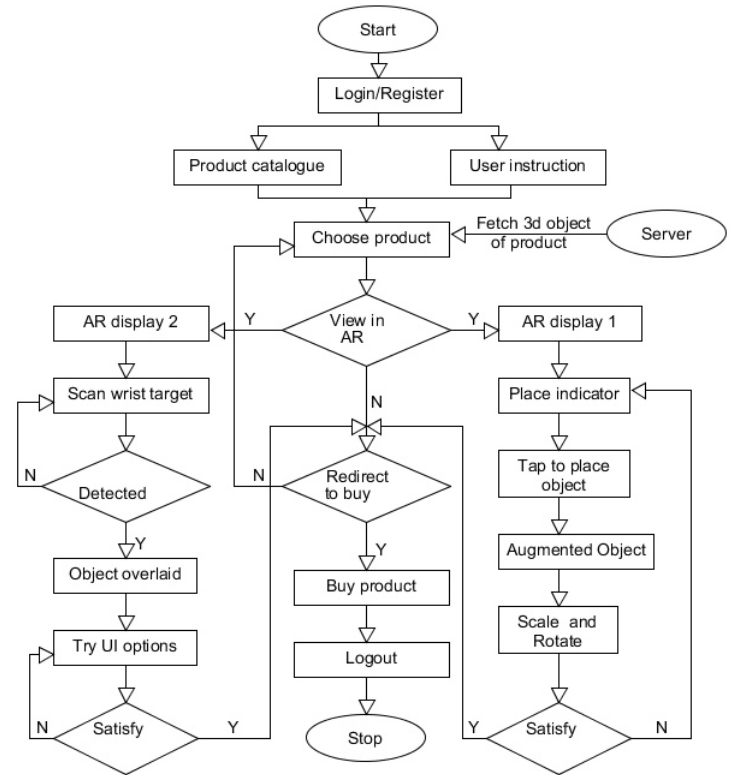 Start
Login/Register
Product catalogue
User instruction
Choose product
Fetch 3d object
of product
Server
AR display 2
Y
View in
AR
Y
AR display 1
Scan wrist target
N
Place indicator
N
Detected
N
Redirect
to buy
Tap to place
object
Y
Y
Augmented Object
Object overlaid
Buy product
Try UI options
Logout
Scale and
Rotate
N
Satisfy
Y
Stop
Y
Satisfy
N